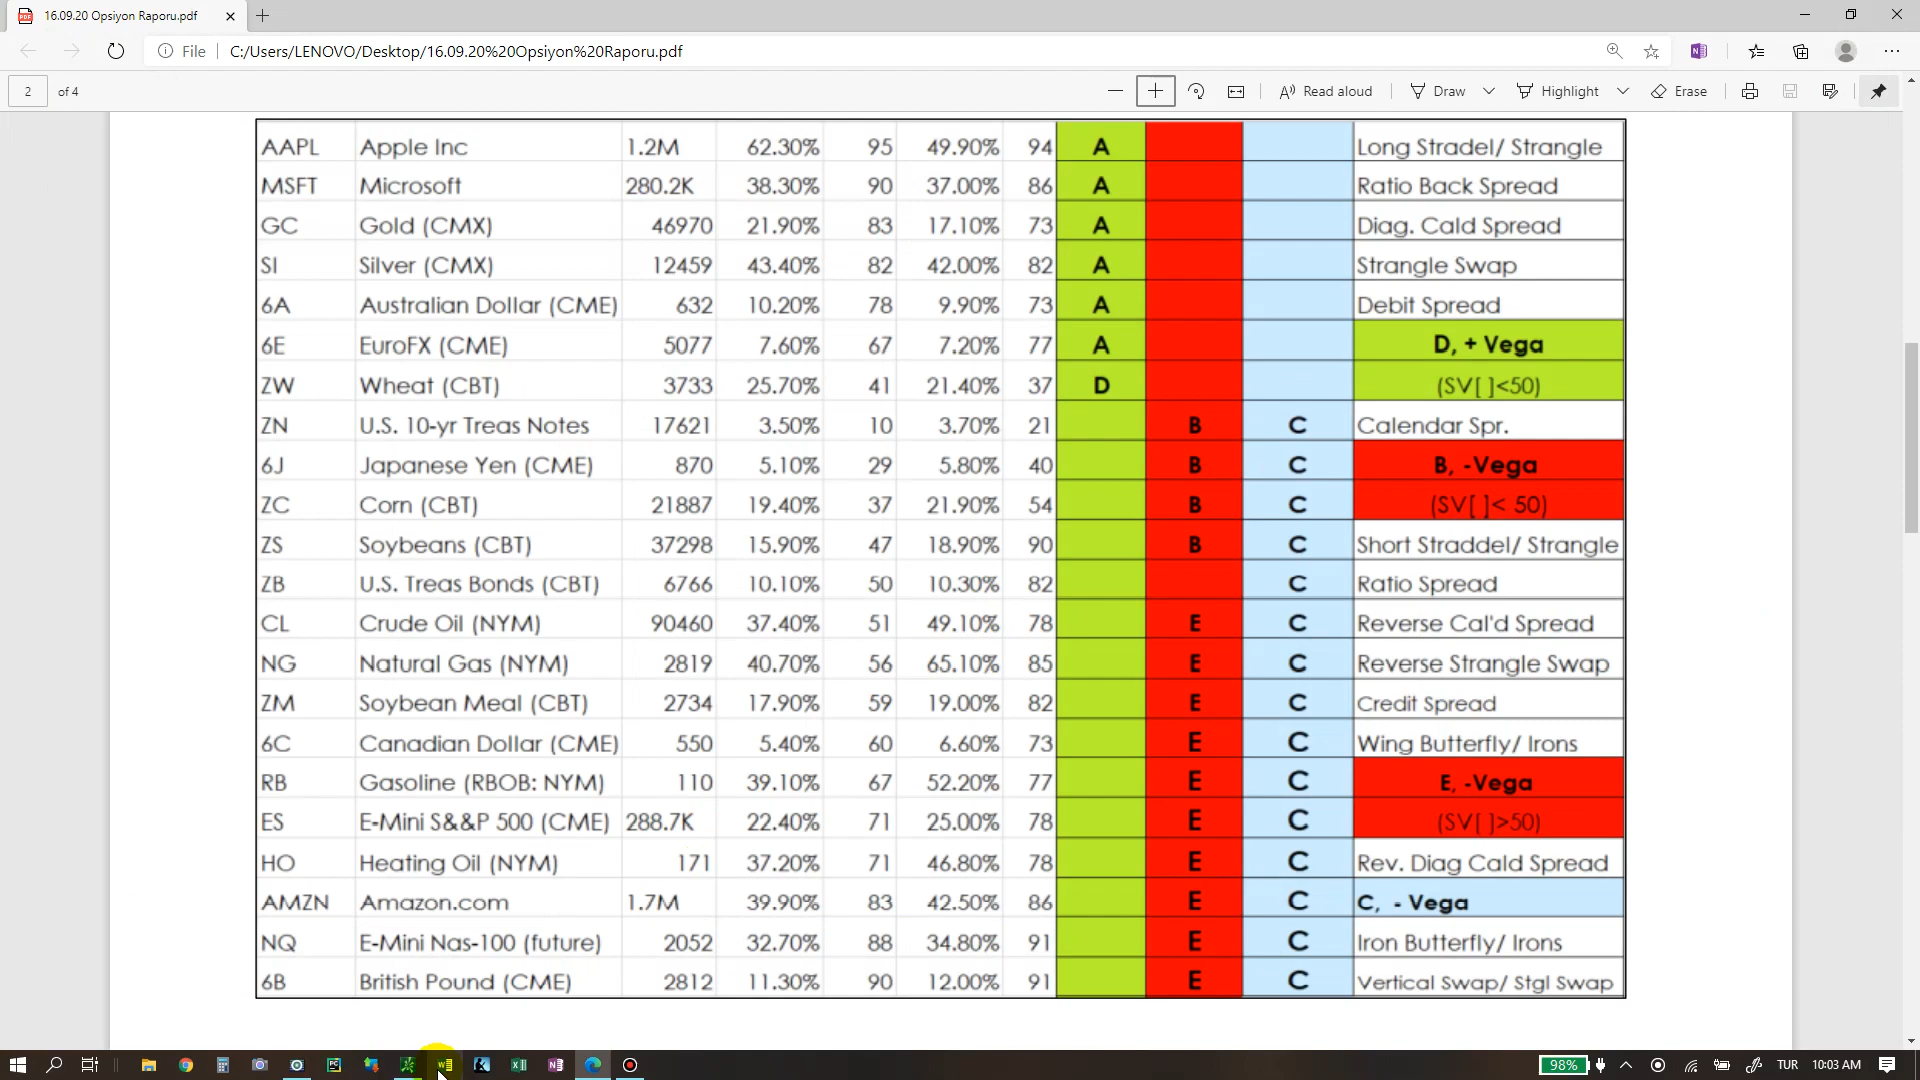 16.09.20 Opsiyon Raporu.pdf
File C:/Users/LENOVO/Desktop/16.09.20%20Opsiyon%20Raporu.pdf
2 of 4 Read aloud Draw Highlight Erase
AAPL Apple Inc 1.2M 62.30% 95 49.90% 94 A Long Stradel/ Strangle
MSFT Microsoft 280.2K 38.30% 90 37.00% 86 A Ratio Back Spread
GC Gold (CMX) 46970 21.90% 83 17.10% 73 A Diag. Cald Spread
SI Silver (CMX) 12459 43.40% 82 42.00% 82 A Strangle Swap
6A Australian Dollar (CME) 632 10.20% 78 9.90% 73 A Debit Spread
6E EuroFX (CME) 5077 7.60% 67 7.20% 77 A D, + Vega
ZW Wheat (CBT) 3733 25.70% 41 21.40% 37 D (SV[ ]<50)
ZN U.S. 10-yr Treas Notes 17621 3.50% 10 3.70% 21 B C Calendar Spr.
6J Japanese Yen (CME) 870 5.10% 29 5.80% 40 B C B, -Vega
ZC Corn (CBT) 21887 19.40% 37 21.90% 54 B C (SV[ ]< 50)
ZS Soybeans (CBT) 37298 15.90% 47 18.90% 90 B C Short Straddel/ Strangle
ZB U.S. Treas Bonds (CBT) 6766 10.10% 50 10.30% 82 C Ratio Spread
CL Crude Oil (NYM) 90460 37.40% 51 49.10% 78 E C Reverse Cal'd Spread
NG Natural Gas (NYM) 2819 40.70% 56 65.10% 85 E C Reverse Strangle Swap
ZM Soybean Meal (CBT) 2734 17.90% 59 19.00% 82 E C Credit Spread
6C Canadian Dollar (CME) 550 5.40% 60 6.60% 73 E C Wing Butterfly/ Irons
RB Gasoline (RBOB: NYM) 110 39.10% 67 52.20% 77 E C E, -Vega
ES E-Mini S&&P 500 (CME) 288.7K 22.40% 71 25.00% 78 E C (SV[ ]>50)
HO Heating Oil (NYM) 171 37.20% 71 46.80% 78 E C Rev. Diag Cald Spread
AMZN Amazon.com 1.7M 39.90% 83 42.50% 86 E C C, - Vega
NQ E-Mini Nas-100 (future) 2052 32.70% 88 34.80% 91 E C Iron Butterfly/ Irons
6B British Pound (CME) 2812 11.30% 90 12.00% 91 E C Vertical Swap/ Stgl Swap
98% TUR 10:03 AM